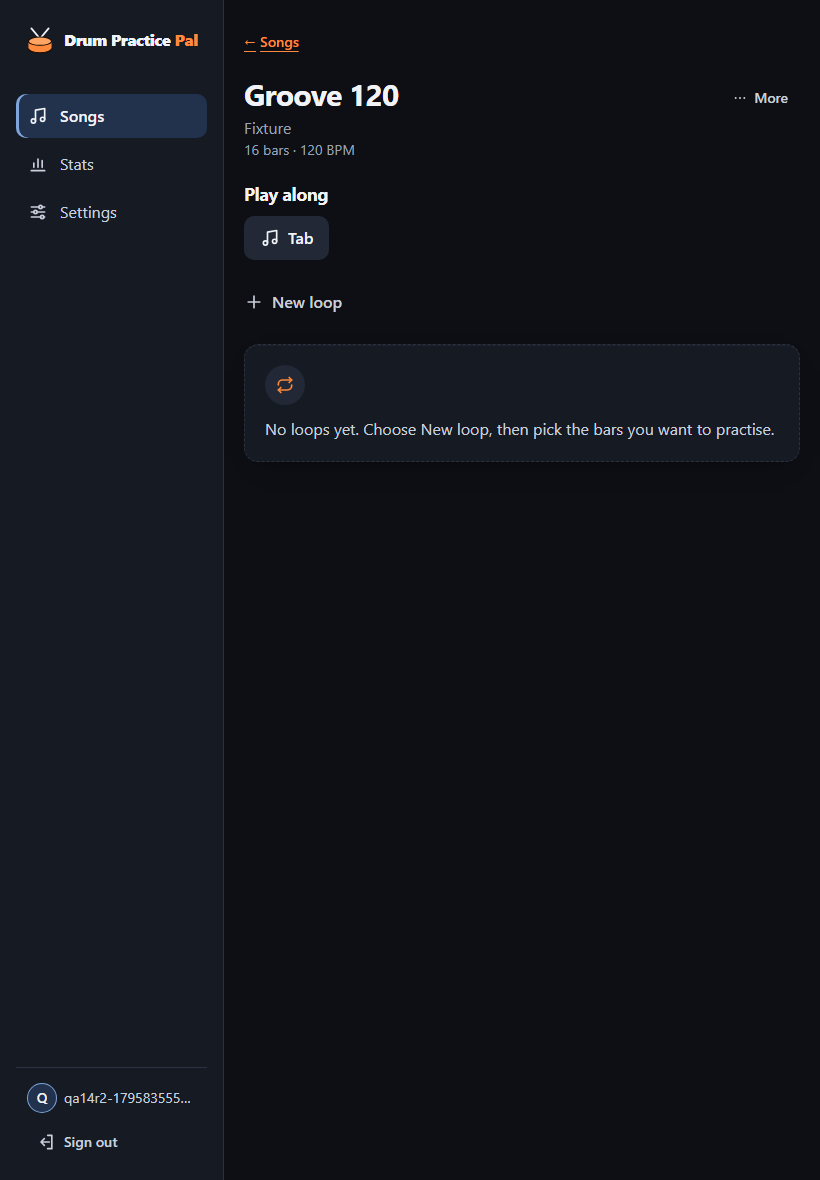 Drum Practice Pal
Songs
Stats
Settings
← Songs
Groove 120
··· More
Fixture
16 bars · 120 BPM
Play along
Tab
+ New loop
No loops yet. Choose New loop, then pick the bars you want to practise.
Q qa14r2-179583555...
Sign out